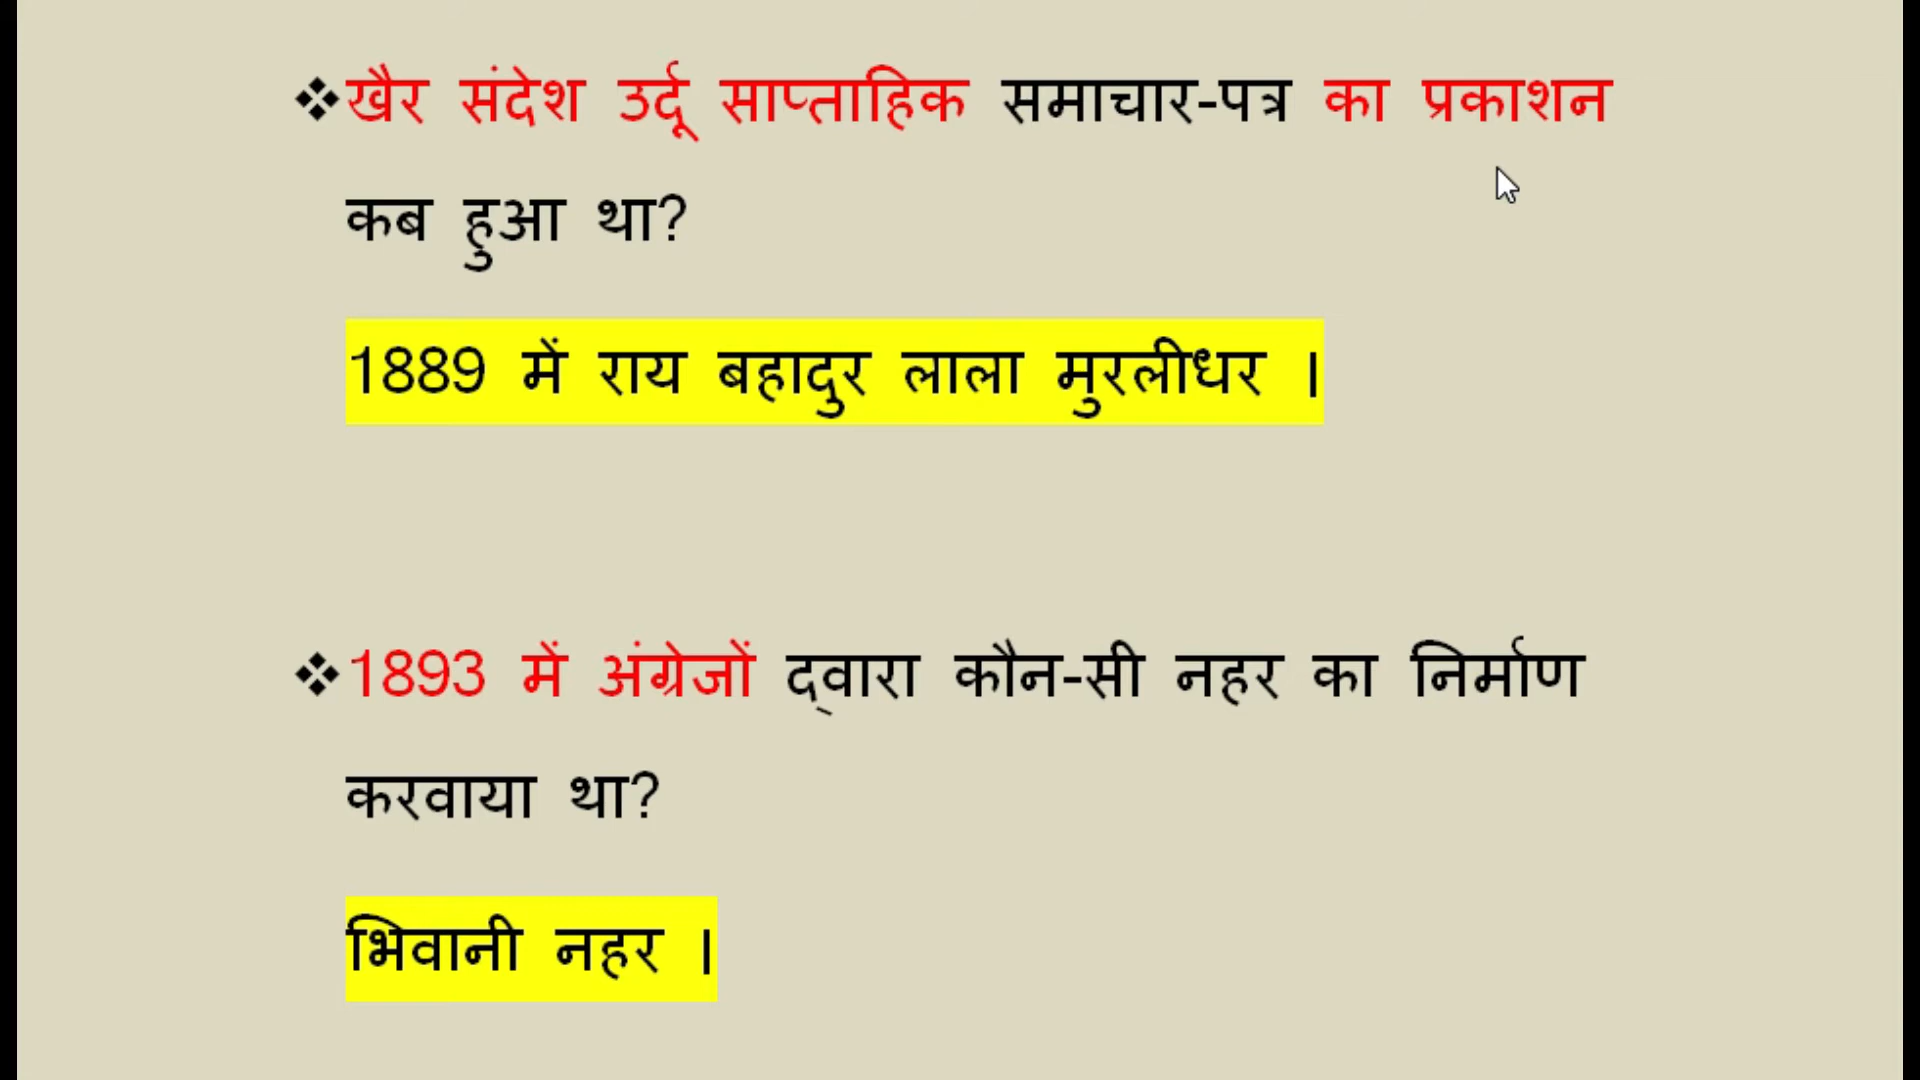 ❖खैर संदेश उर्दू साप्ताहिक समाचार-पत्र का प्रकाशन
कब हुआ था?
1889 में राय बहादुर लाला मुरलीधर ।
❖1893 में अंग्रेजों द्वारा कौन-सी नहर का निर्माण
करवाया था?
भिवानी नहर ।